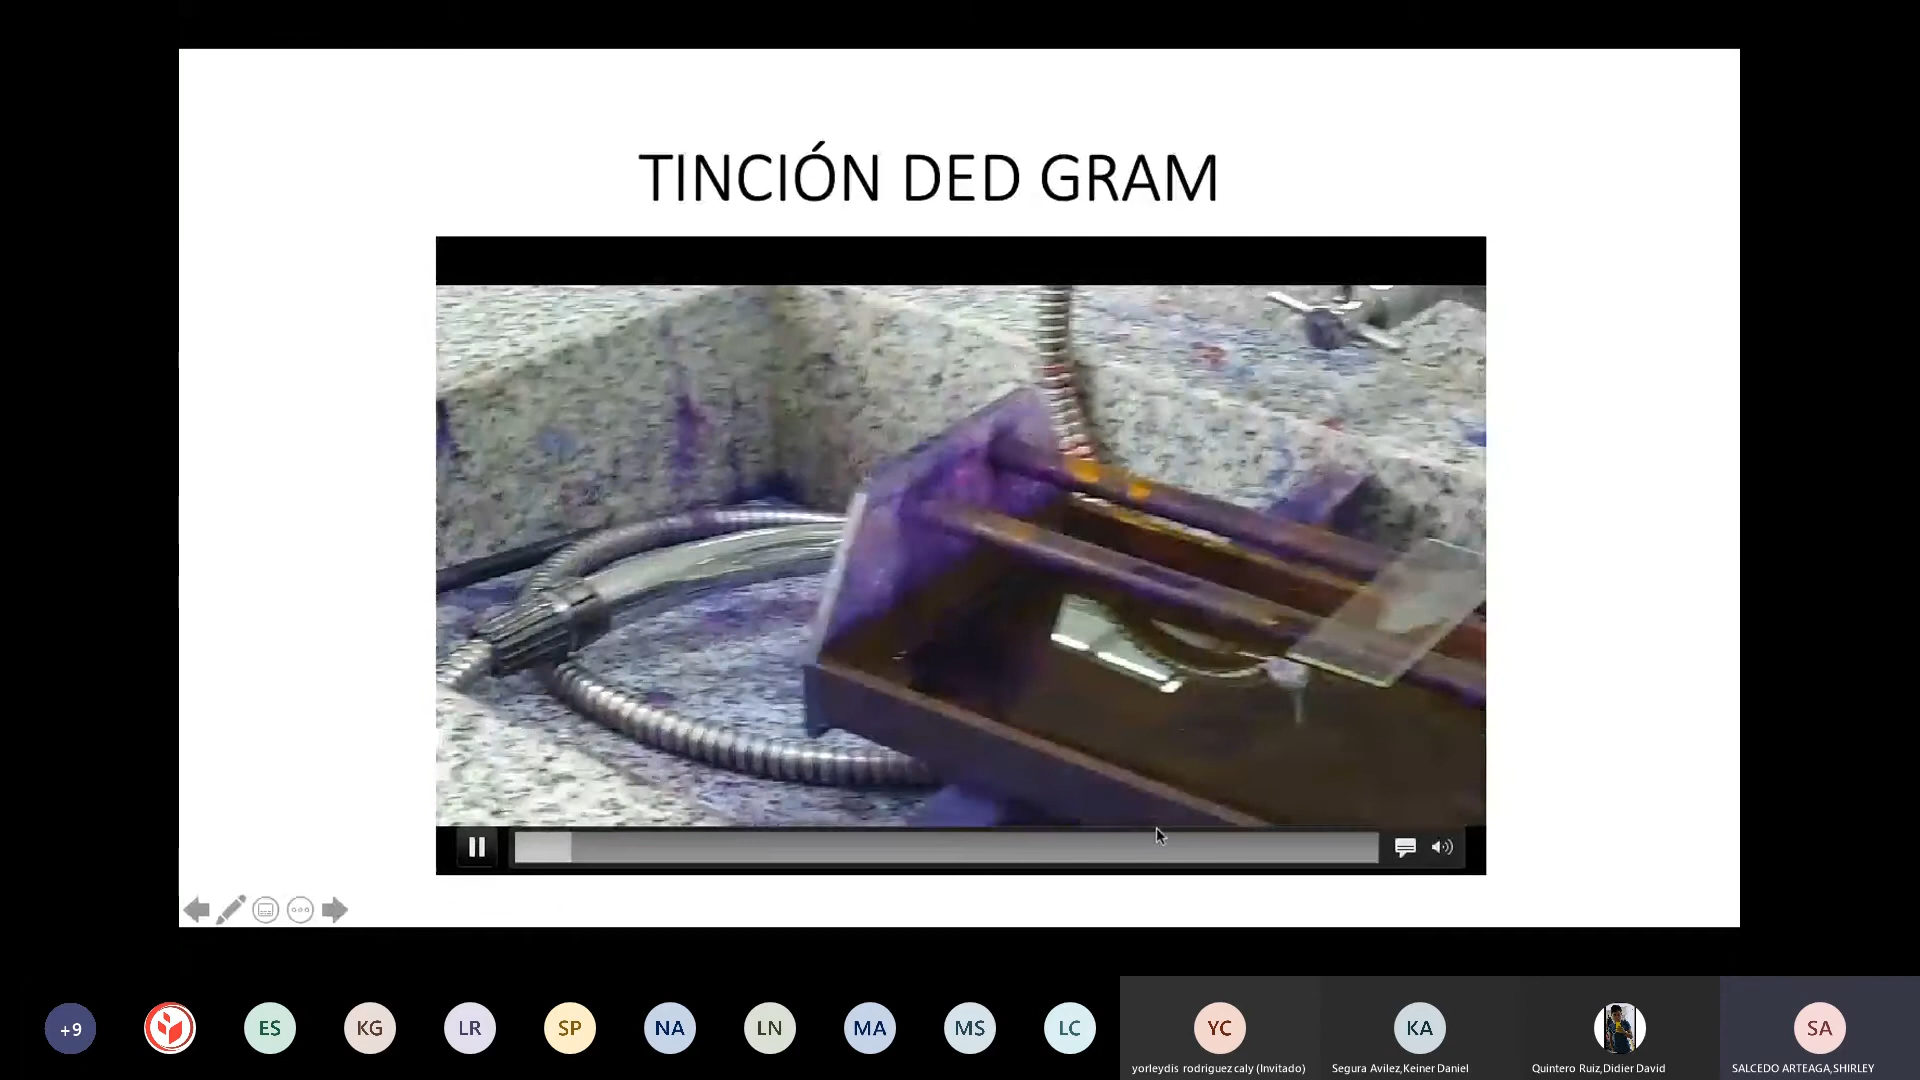 TINCIÓN DED GRAM
+9
ES
KG
LR
SP
NA
LN
MA
MS
LC
YC
KA
SA
yorleydis rodriguez caly (Invitado)
Segura Avilez,Keiner Daniel
Quintero Ruiz,Didier David
SALCEDO ARTEAGA,SHIRLEY